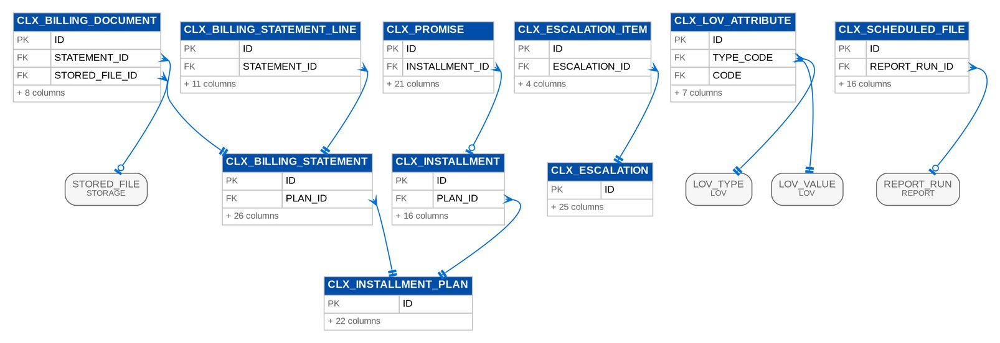 CLX_BILLING_DOCUMENT
PK ID
FK STATEMENT_ID
FK STORED_FILE_ID
+ 8 columns
CLX_BILLING_STATEMENT_LINE
PK ID
FK STATEMENT_ID
+ 11 columns
CLX_PROMISE
PK ID
FK INSTALLMENT_ID
+ 21 columns
CLX_ESCALATION_ITEM
PK ID
FK ESCALATION_ID
+ 4 columns
CLX_LOV_ATTRIBUTE
PK ID
FK TYPE_CODE
FK CODE
+ 7 columns
CLX_SCHEDULED_FILE
PK ID
FK REPORT_RUN_ID
+ 16 columns
STORED_FILE
STORAGE
CLX_BILLING_STATEMENT
PK ID
FK PLAN_ID
+ 26 columns
CLX_INSTALLMENT
PK ID
FK PLAN_ID
+ 16 columns
CLX_ESCALATION
PK ID
+ 25 columns
LOV_TYPE
LOV
LOV_VALUE
LOV
REPORT_RUN
REPORT
CLX_INSTALLMENT_PLAN
PK ID
+ 22 columns